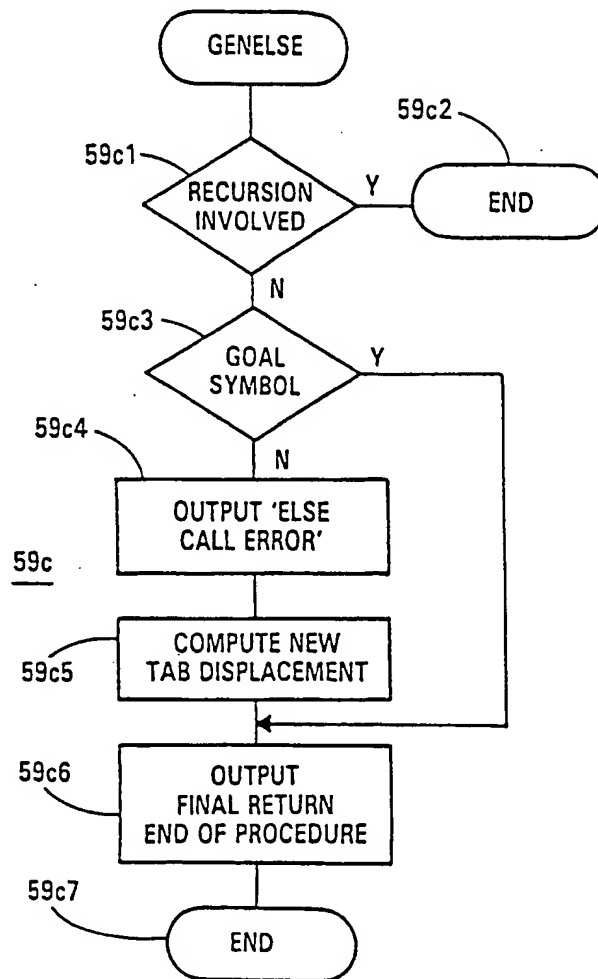 GENELSE
59c2
59c1
RECURSION
INVOLVED
Y
END
N
59c3
GOAL
SYMBOL
Y
59c4
N
OUTPUT 'ELSE
CALL ERROR'
59c
COMPUTE NEW
TAB DISPLACEMENT
59c5
59c6
OUTPUT
FINAL RETURN
END OF PROCEDURE
59c7
END